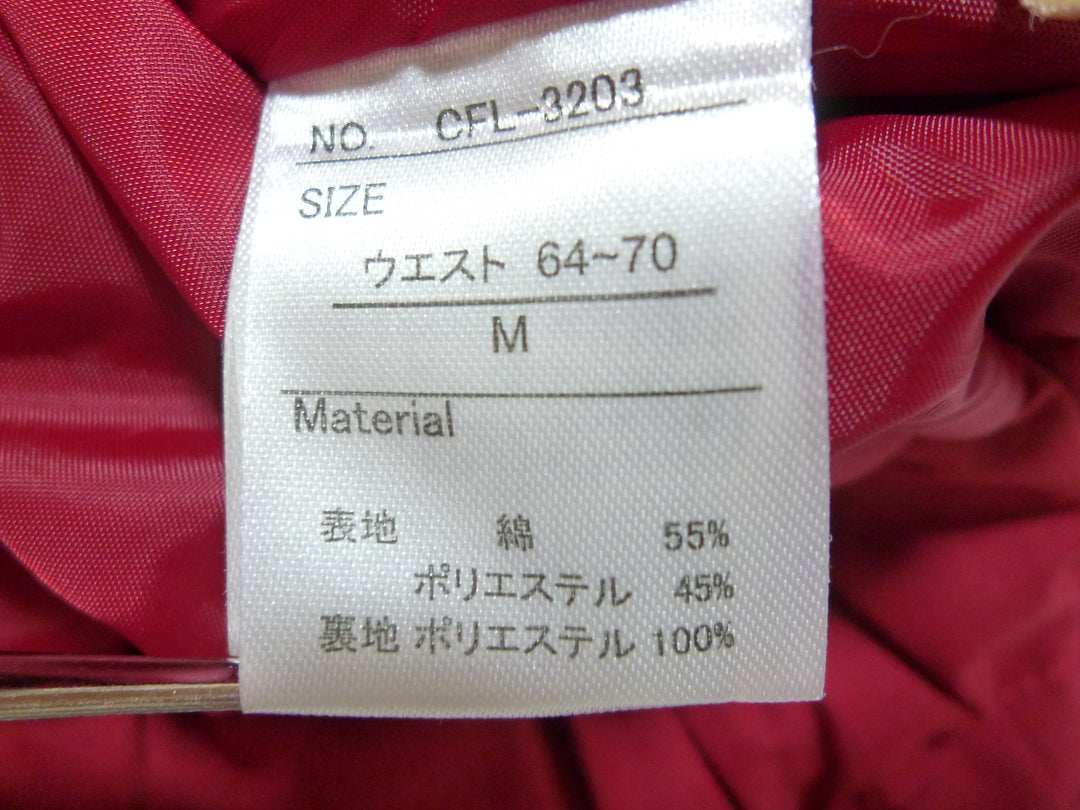 NO. CFL-3203
SIZE
ウエスト 64~70
M
Material
表地 綿 55%
ポリエステル 45%
裏地 ポリエステル 100%